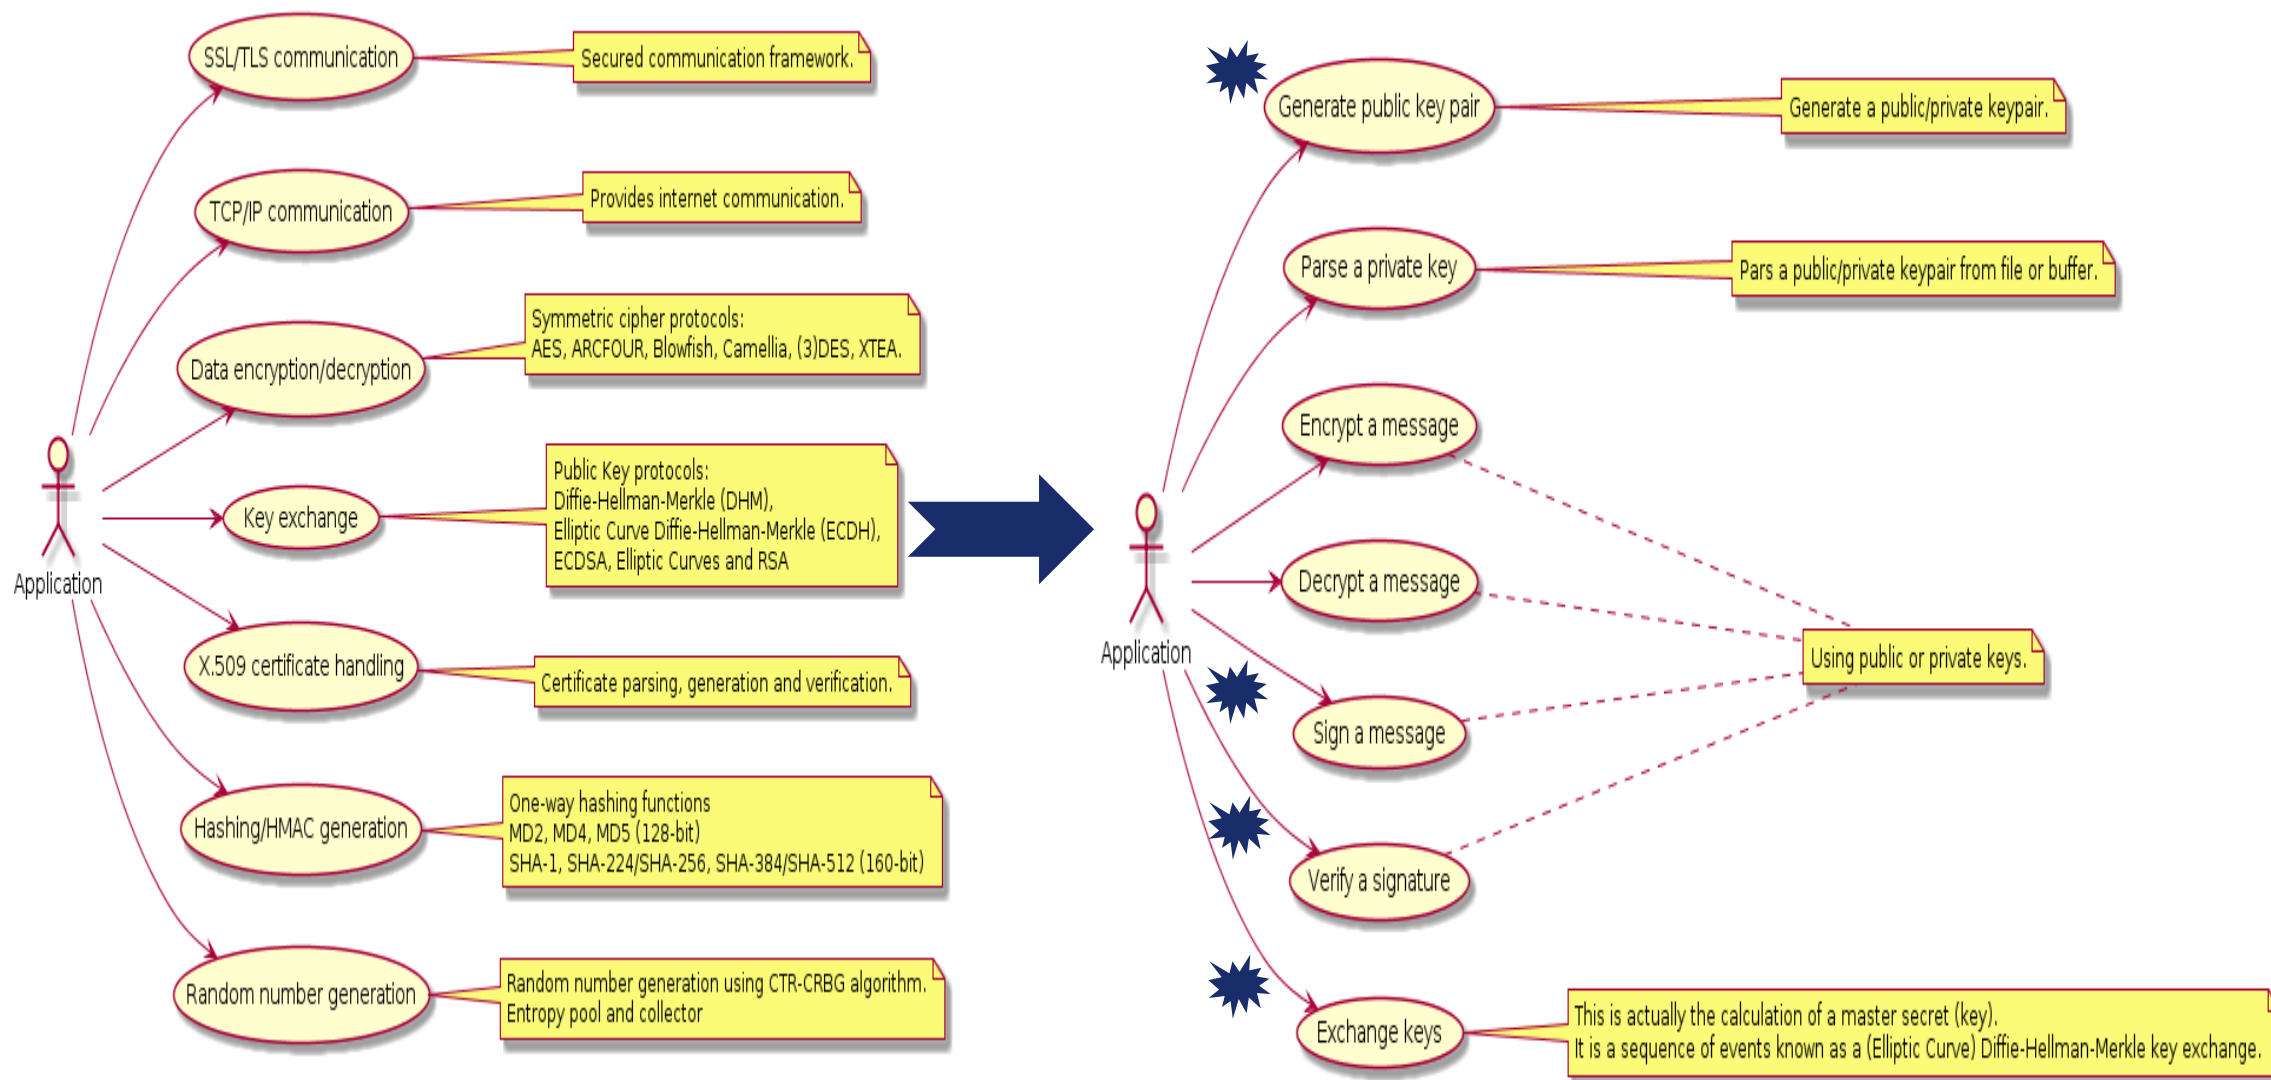 SSL/TLS communication
Secured communication framework.
TCP/IP communication
Provides internet communication.
Data encryption/decryption
Symmetric cipher protocols:
AES, ARCFOUR, Blowfish, Camellia, (3)DES, XTEA.
Key exchange
Public Key protocols:
Diffie-Hellman-Merkle (DHM),
Elliptic Curve Diffie-Hellman-Merkle (ECDH),
ECDSA, Elliptic Curves and RSA
Application
X.509 certificate handling
Certificate parsing, generation and verification.
Hashing/HMAC generation
One-way hashing functions
MD2, MD4, MD5 (128-bit)
SHA-1, SHA-224/SHA-256, SHA-384/SHA-512 (160-bit)
Random number generation
Random number generation using CTR-CRBG algorithm.
Entropy pool and collector
Generate public key pair
Generate a public/private keypair.
Parse a private key
Pars a public/private keypair from file or buffer.
Encrypt a message
Decrypt a message
Application
Using public or private keys.
Sign a message
Verify a signature
Exchange keys
This is actually the calculation of a master secret (key).
It is a sequence of events known as a (Elliptic Curve) Diffie-Hellman-Merkle key exchange.